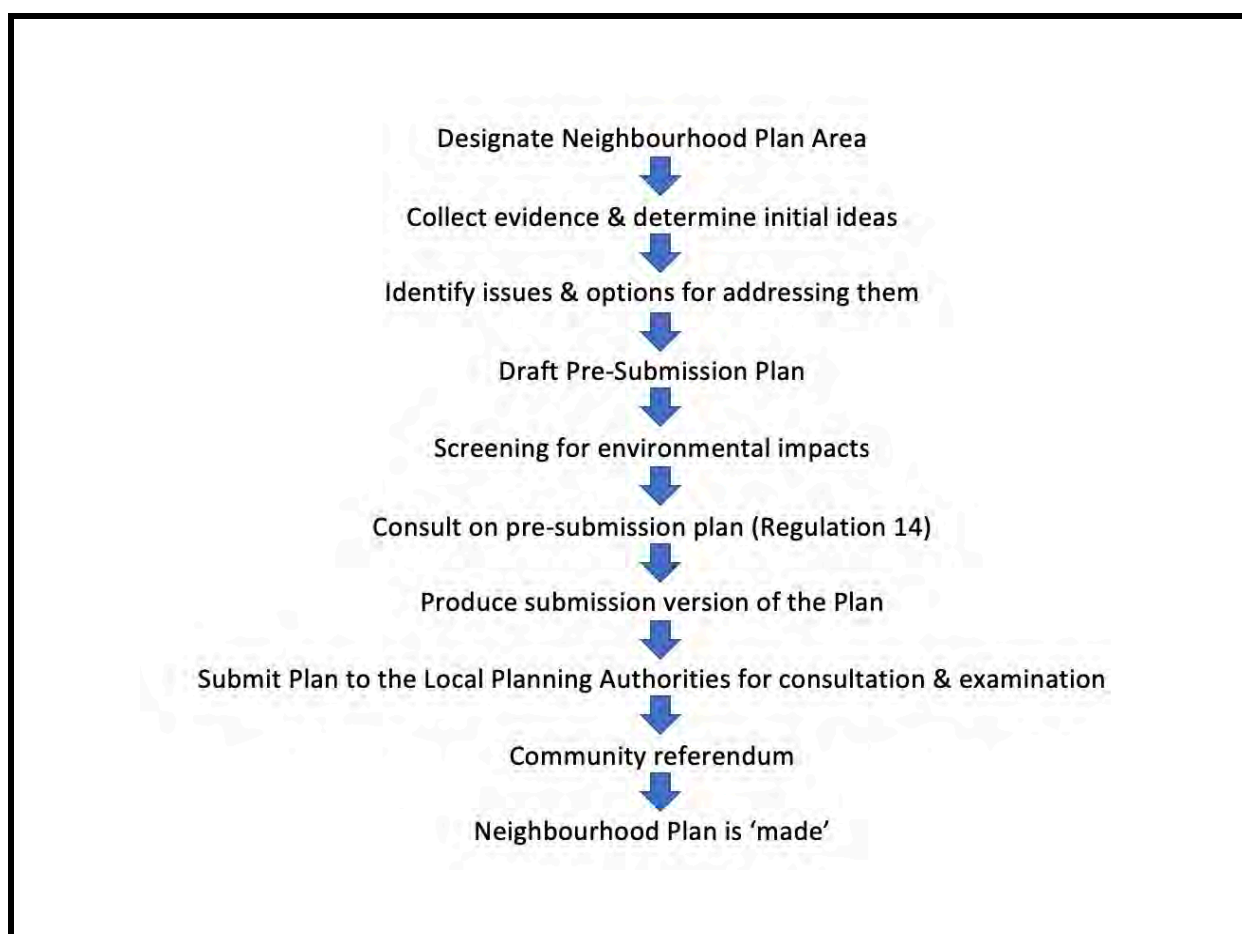 Designate Neighbourhood Plan Area
Collect evidence & determine initial ideas
Identify issues & options for addressing them
Draft Pre-Submission Plan
Screening for environmental impacts
Consult on pre-submission plan (Regulation 14)
Produce submission version of the Plan
Submit Plan to the Local Planning Authorities for consultation & examination
Community referendum
Neighbourhood Plan is ‘made’